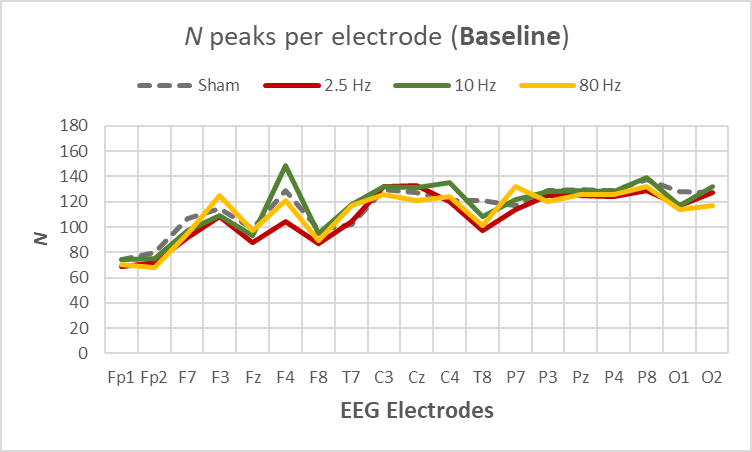 N peaks per electrode (Baseline)
Sham 2.5 Hz 10 Hz 80 Hz
180
160
140
120
100
80
60
40
20
0
N
Fp1 Fp2 F7 F3 Fz F4 F8 T7 C3 Cz C4 T8 P7 P3 Pz P4 P8 O1 O2
EEG Electrodes